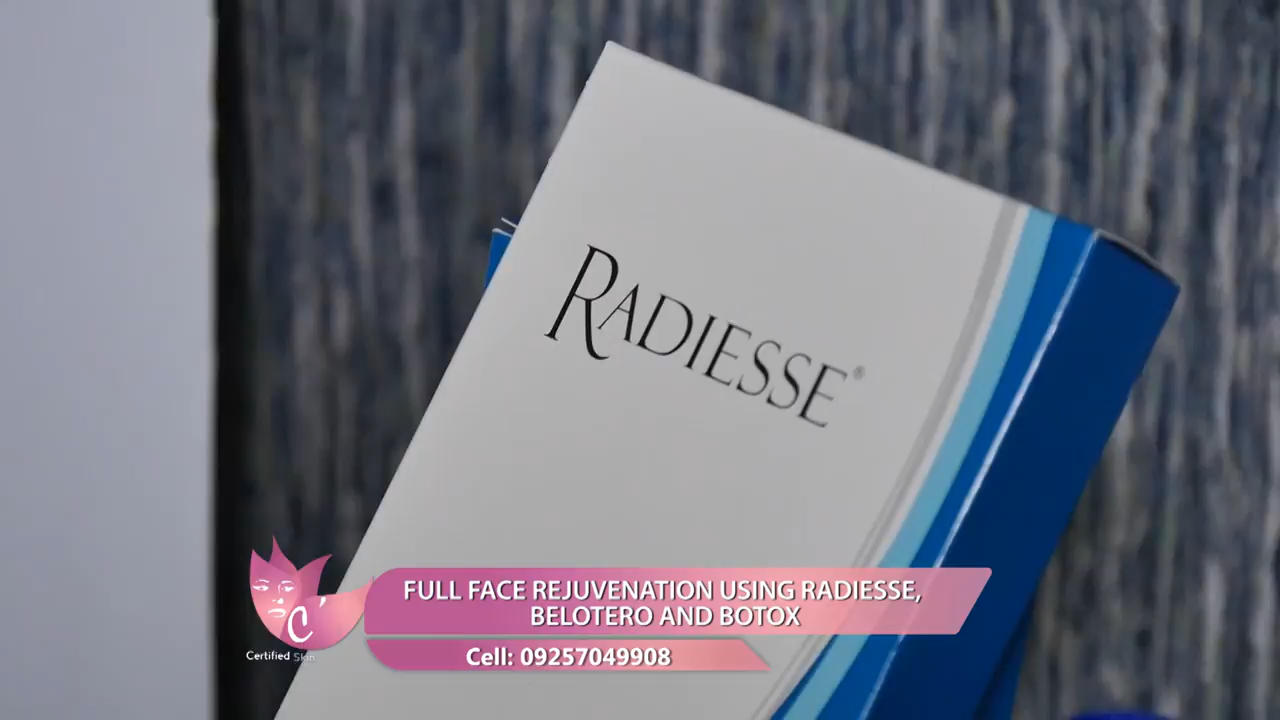 RADIESSE®
FULL FACE REJUVENATION USING RADIESSE,
BELOTERO AND BOTOX
C'
Certified Skin
Cell: 09257049908